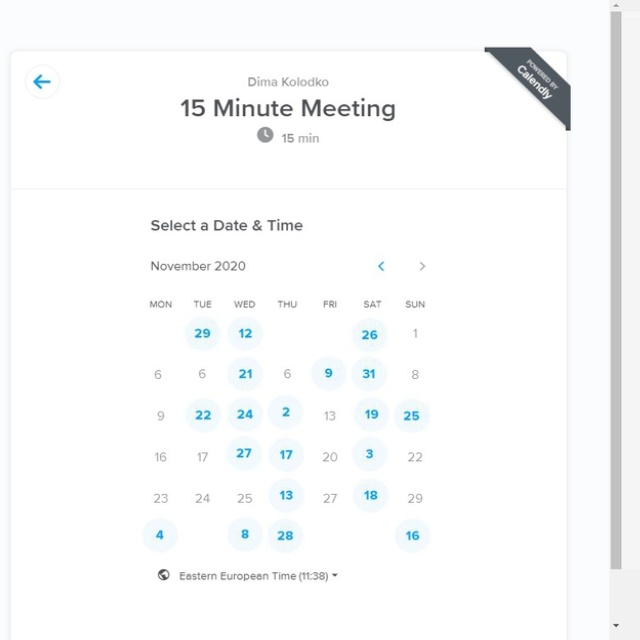 POWERED BY
Calendly
Dima Kolodko
15 Minute Meeting
15 min
Select a Date & Time
November 2020
MON TUE WED THU FRI SAT SUN
29 12 26 1
6 6 21 6 9 31 8
9 22 24 2 13 19 25
16 17 27 17 20 3 22
23 24 25 13 27 18 29
4 8 28 16
Eastern European Time (11:38)